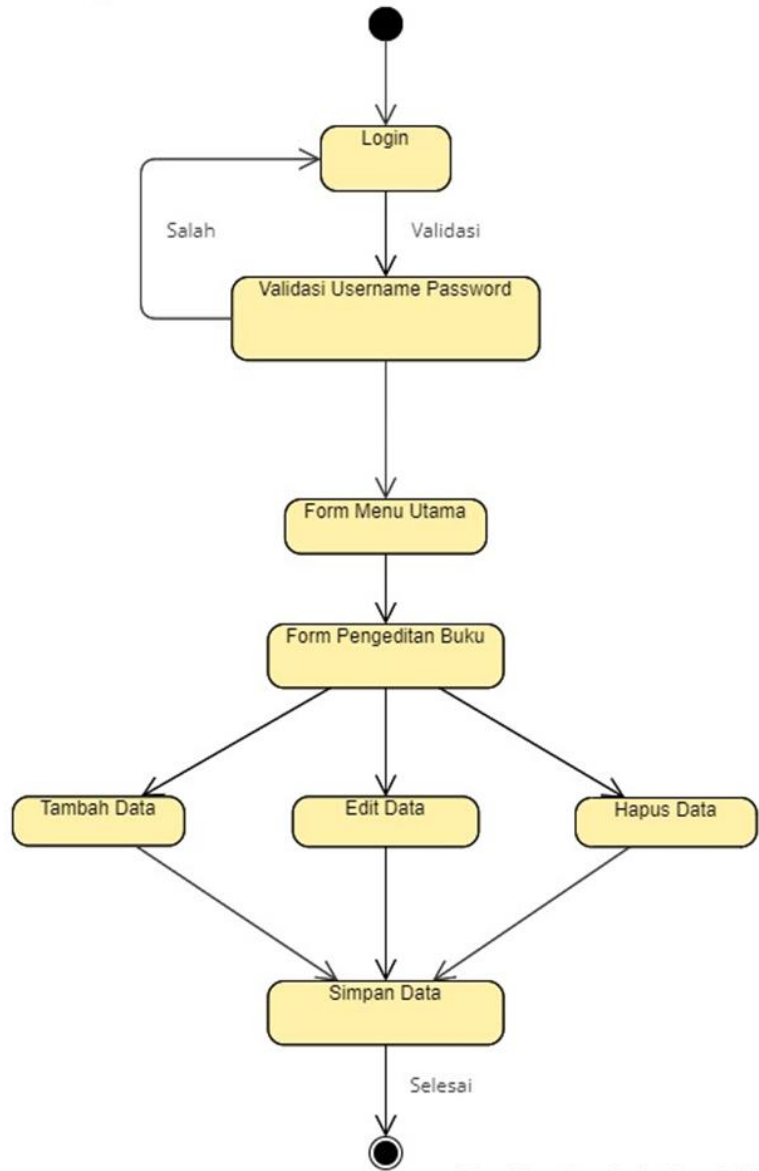 Login
Salah
Validasi
Validasi Username Password
Form Menu Utama
Form Pengeditan Buku
Tambah Data
Edit Data
Hapus Data
Simpan Data
Selesai